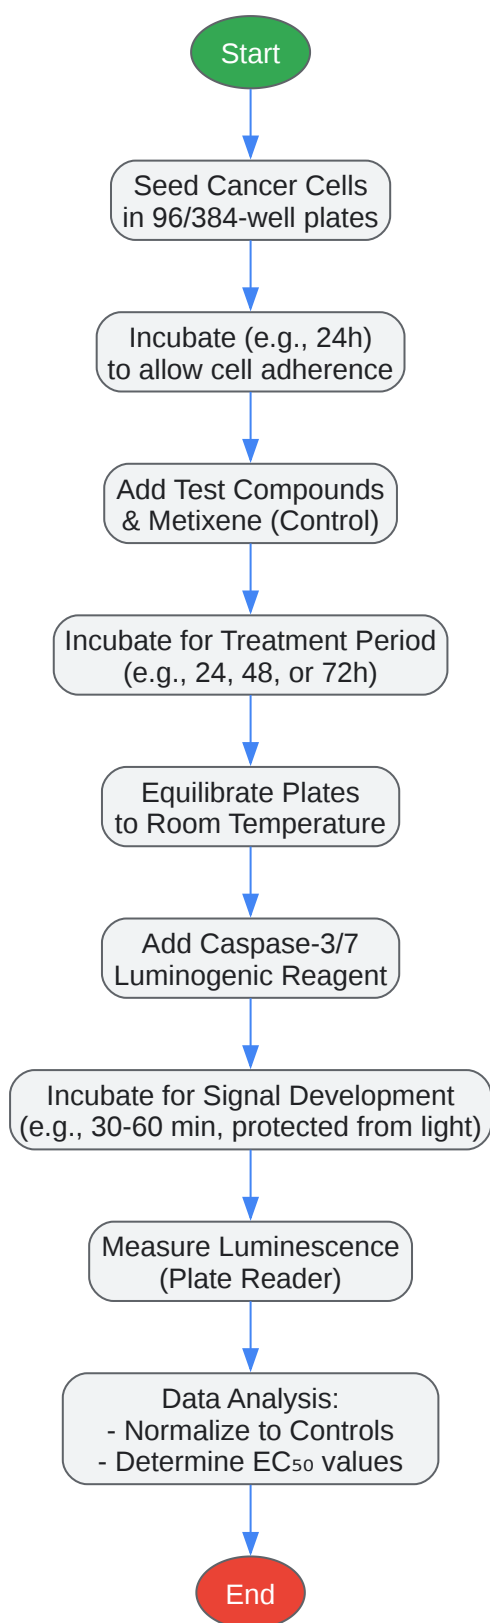 Start
Seed Cancer Cells
in 96/384-well plates
Incubate (e.g., 24h)
to allow cell adherence
Add Test Compounds
& Metixene (Control)
Incubate for Treatment Period
(e.g., 24, 48, or 72h)
Equilibrate Plates
to Room Temperature
Add Caspase-3/7
Luminogenic Reagent
Incubate for Signal Development
(e.g., 30-60 min, protected from light)
Measure Luminescence
(Plate Reader)
Data Analysis:
- Normalize to Controls
- Determine EC₅₀ values
End